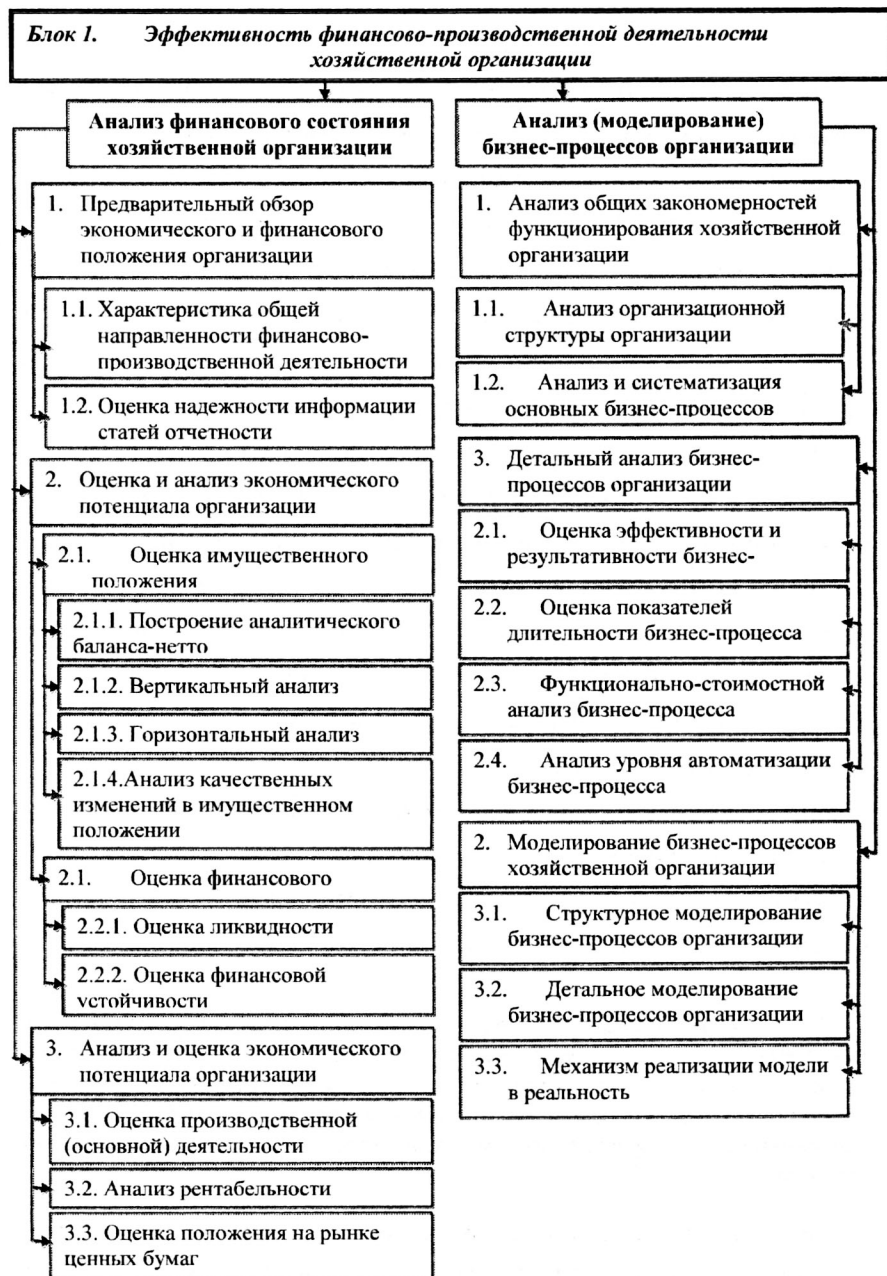 Блок 1. Эффективность финансово-производственной деятельности
хозяйственной организации
Анализ финансового состояния
хозяйственной организации
1. Предварительный обзор
экономического и финансового
положения организации
1.1. Характеристика общей
направленности финансово-
производственной деятельности
1.2. Оценка надежности информации
статей отчетности
2. Оценка и анализ экономического
потенциала организации
2.1. Оценка имущественного
положения
2.1.1. Построение аналитического
баланса-нетто
2.1.2. Вертикальный анализ
2.1.3. Горизонтальный анализ
2.1.4.Анализ качественных
изменений в имущественном
положении
2.1. Оценка финансового
2.2.1. Оценка ликвидности
2.2.2. Оценка финансовой
устойчивости
3. Анализ и оценка экономического
потенциала организации
3.1. Оценка производственной
(основной) деятельности
3.2. Анализ рентабельности
3.3. Оценка положения на рынке
ценных бумаг
Анализ (моделирование)
бизнес-процессов организации
1. Анализ общих закономерностей
функционирования хозяйственной
организации
1.1. Анализ организационной
структуры организации
1.2. Анализ и систематизация
основных бизнес-процессов
3. Детальный анализ бизнес-
процессов организации
2.1. Оценка эффективности и
результативности бизнес-
2.2. Оценка показателей
длительности бизнес-процесса
2.3. Функционально-стоимостной
анализ бизнес-процесса
2.4. Анализ уровня автоматизации
бизнес-процесса
2. Моделирование бизнес-процессов
хозяйственной организации
3.1. Структурное моделирование
бизнес-процессов организации
3.2. Детальное моделирование
бизнес-процессов организации
3.3. Механизм реализации модели
в реальность